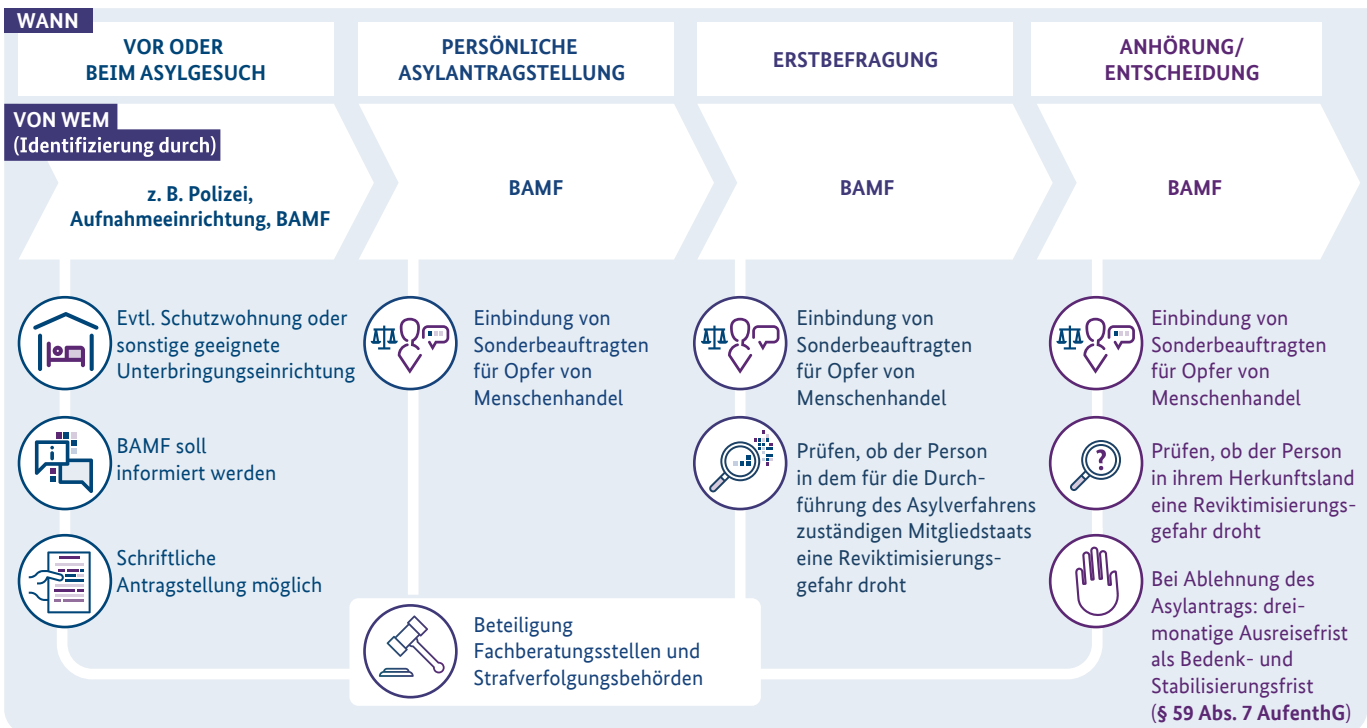 WANN
VOR ODER
BEIM ASYLGESUCH
PERSÖNLICHE
ASYLANTRAGSTELLUNG
ERSTBEFRAGUNG
ANHÖRUNG/
ENTSCHEIDUNG
VON WEM
(Identifizierung durch)
z. B. Polizei,
Aufnahmeeinrichtung, BAMF
BAMF
BAMF
BAMF
Evtl. Schutzwohnung oder
sonstige geeignete
Unterbringungseinrichtung
BAMF soll
informiert werden
Schriftliche
Antragstellung möglich
Einbindung von
Sonderbeauftragten
für Opfer von
Menschenhandel
Beteiligung
Fachberatungsstellen und
Strafverfolgungsbehörden
Einbindung von
Sonderbeauftragten
für Opfer von
Menschenhandel
Prüfen, ob der Person
in dem für die Durch-
führung des Asylverfahrens
zuständigen Mitgliedstaats
eine Reviktimisierungs-
gefahr droht
Einbindung von
Sonderbeauftragten
für Opfer von
Menschenhandel
Prüfen, ob der Person
in ihrem Herkunftsland
eine Reviktimisierungs-
gefahr droht
Bei Ablehnung des
Asylantrags: drei-
monatige Ausreisefrist
als Bedenk- und
Stabilisierungsfrist
(§ 59 Abs. 7 AufenthG)